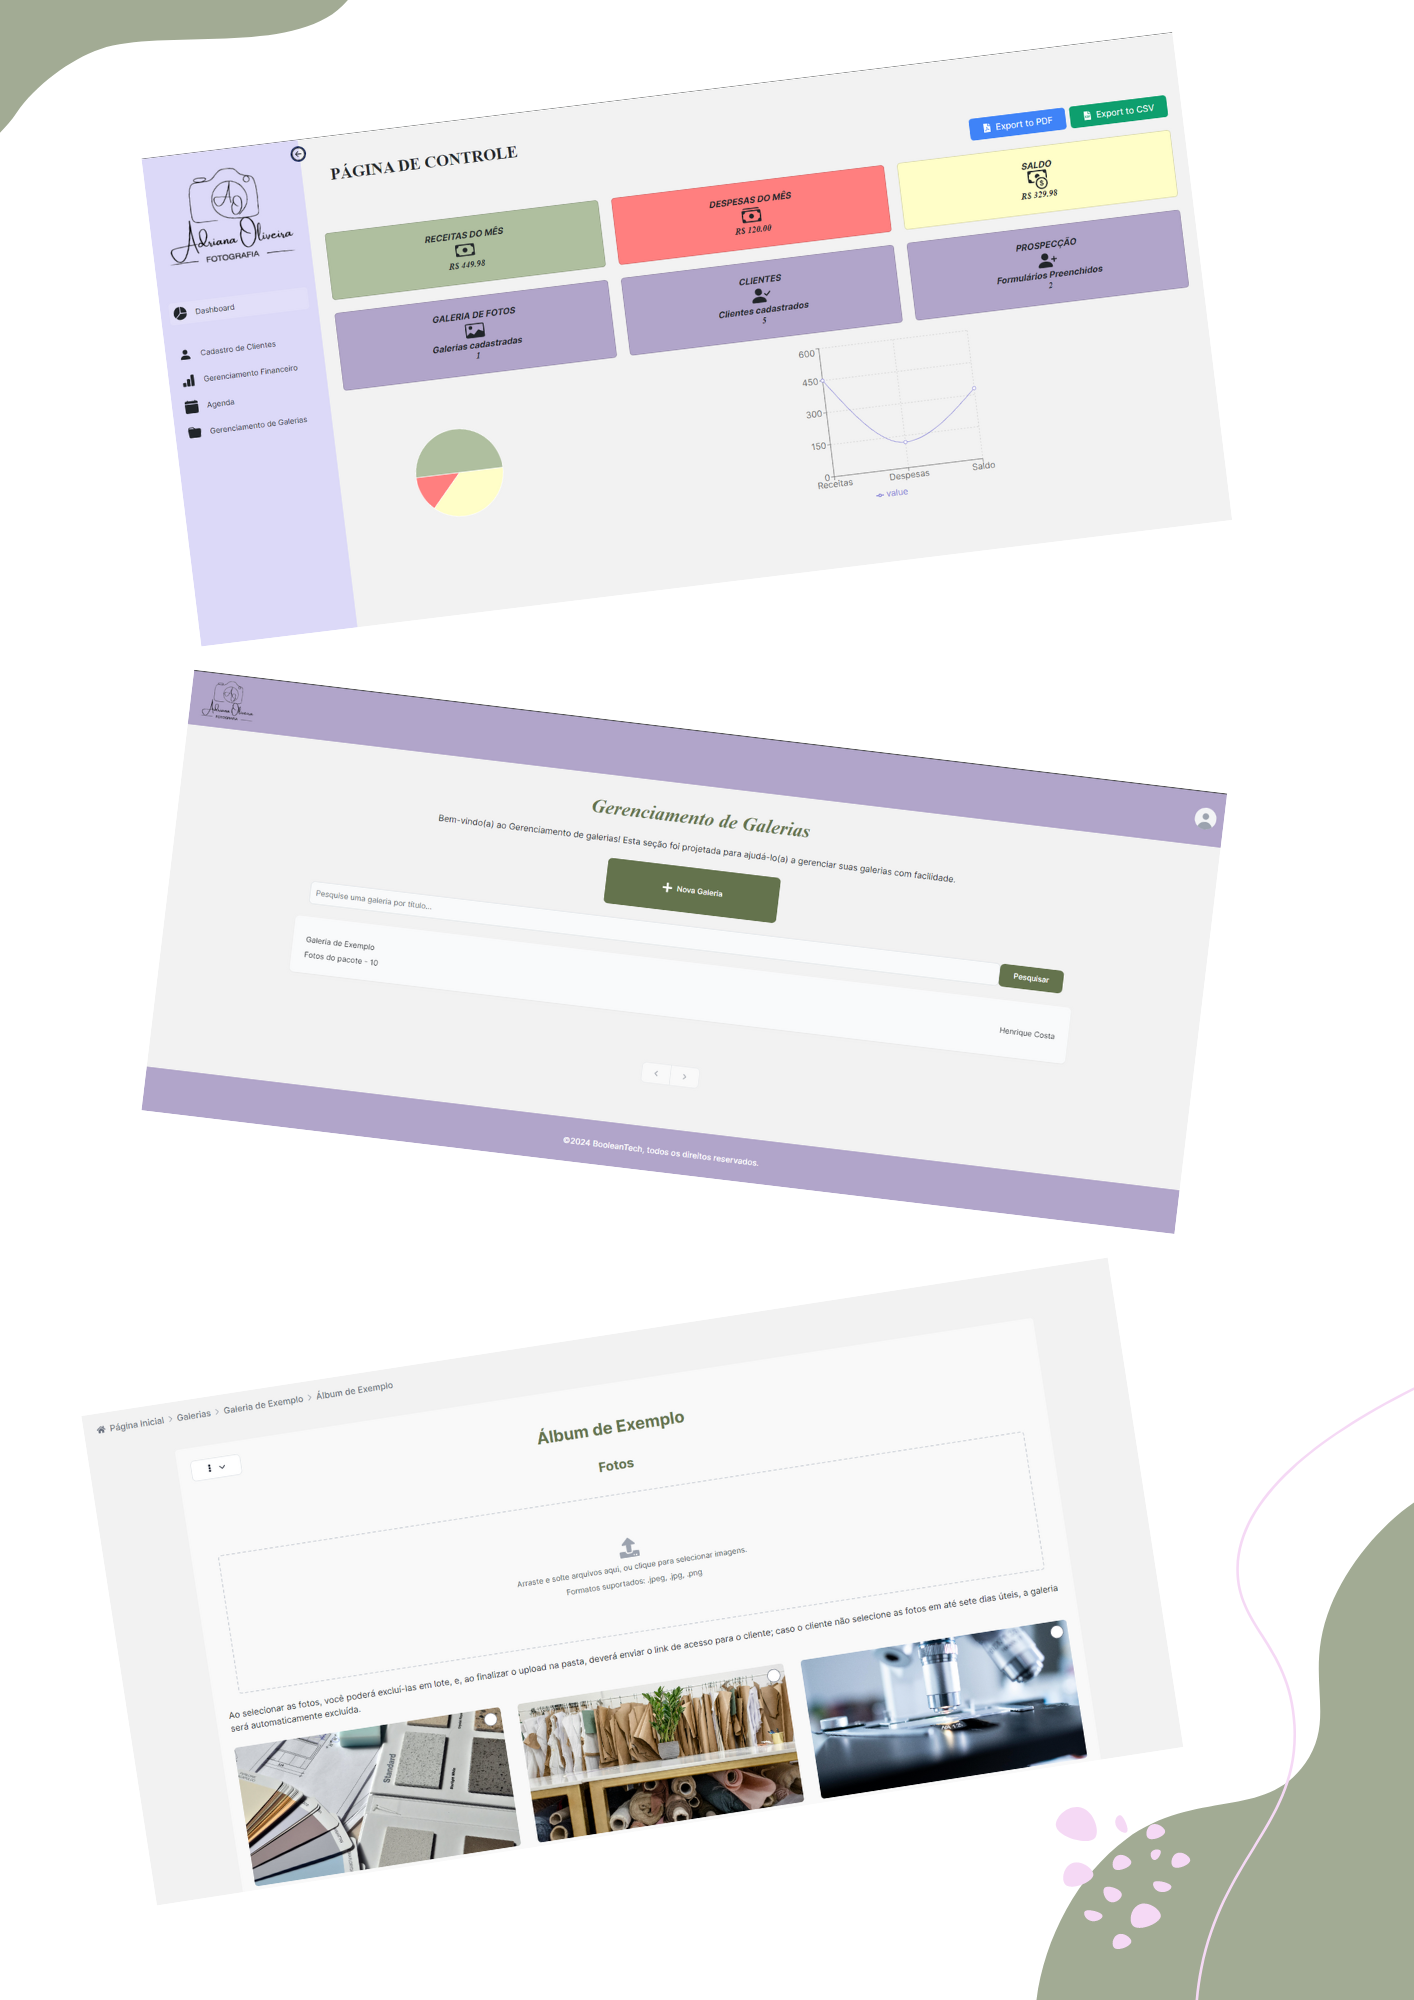 Adriana Oliveira
FOTOGRAFIA
Dashboard
Cadastro de Clientes
Gerenciamento Financeiro
Agenda
Gerenciamento de Galerias
PÁGINA DE CONTROLE
Export to PDF
Export to CSV
RECEITAS DO MÊS
R$ 449.98
DESPESAS DO MÊS
R$ 120.00
SALDO
R$ 329.98
GALERIA DE FOTOS
Galerias cadastradas
1
CLIENTES
Clientes cadastrados
5
PROSPECÇÃO
Formulários Preenchidos
2
600
450
300
150
0
Receitas
Despesas
Saldo
value
Adriana Oliveira
FOTOGRAFIA
Gerenciamento de Galerias
Bem-vindo(a) ao Gerenciamento de galerias! Esta seção foi projetada para ajudá-lo(a) a gerenciar suas galerias com facilidade.
Nova Galeria
Pesquise uma galeria por título...
Pesquisar
Galeria de Exemplo
Fotos do pacote - 10
Henrique Costa
©2024 BooleanTech, todos os direitos reservados.
Página Inicial > Galerias > Galeria de Exemplo > Álbum de Exemplo
Álbum de Exemplo
Fotos
Arraste e solte arquivos aqui, ou clique para selecionar imagens.
Formatos suportados: .jpeg, .jpg, .png
Ao selecionar as fotos, você poderá excluí-las em lote, e, ao finalizar o upload na pasta, deverá enviar o link de acesso para o cliente; caso o cliente não selecione as fotos em até sete dias úteis, a galeria
será automaticamente excluída.
Standard